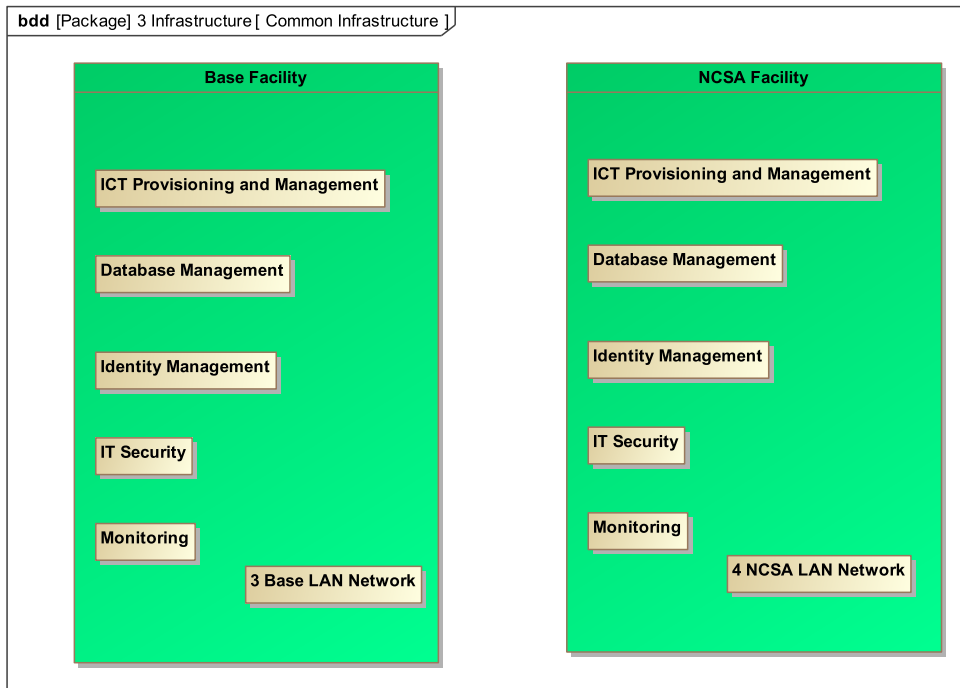 bdd [Package] 3 Infrastructure [ Common Infrastructure ]
Base Facility
ICT Provisioning and Management
Database Management
Identity Management
IT Security
Monitoring
3 Base LAN Network
NCSA Facility
ICT Provisioning and Management
Database Management
Identity Management
IT Security
Monitoring
4 NCSA LAN Network